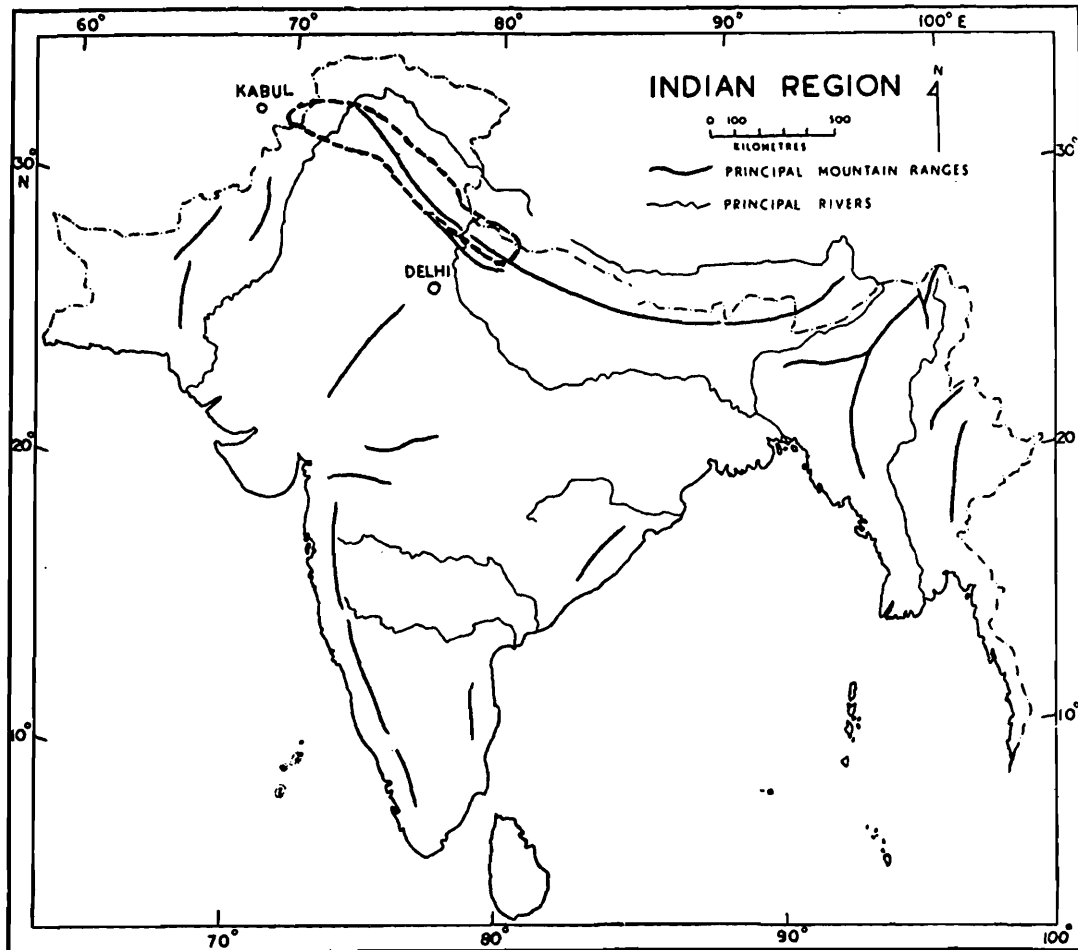 60° 70° 80° 90° 100° E
INDIAN REGION
N
KABUL
0 100 500
KILOMETRES
30° 30°
N
PRINCIPAL MOUNTAIN RANGES
PRINCIPAL RIVERS
DELHI
20° 20°
90°
10° 10°
70° 80° 90° 100°